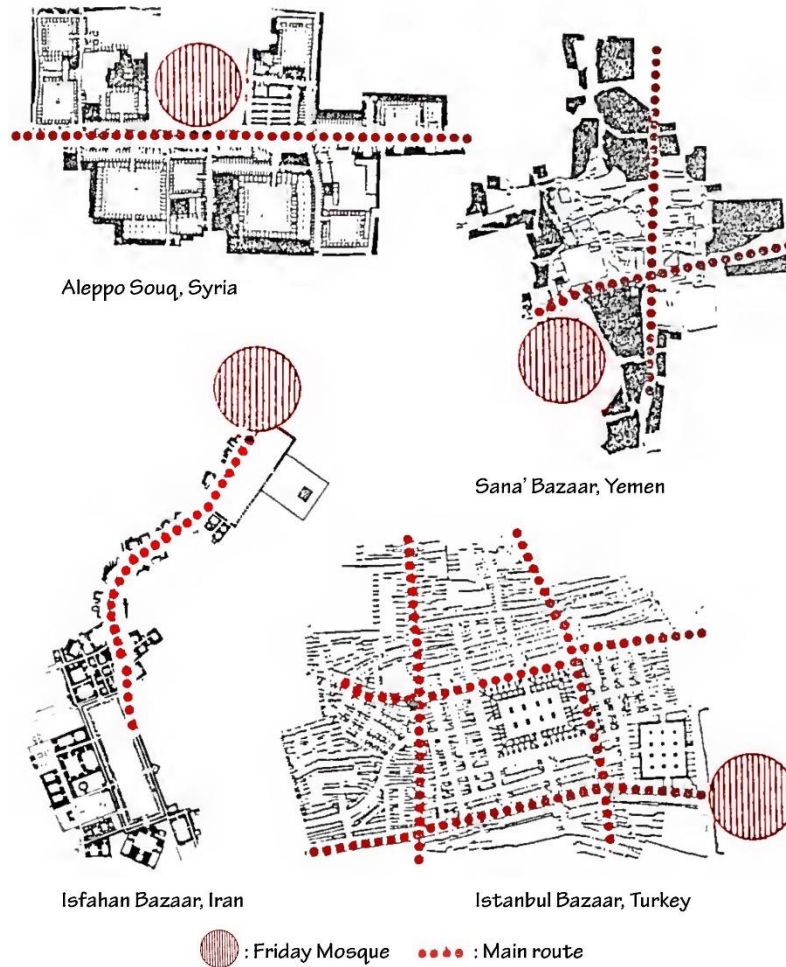 Aleppo Souq, Syria
Sana' Bazaar, Yemen
Isfahan Bazaar, Iran
Istanbul Bazaar, Turkey
: Friday Mosque
: Main route